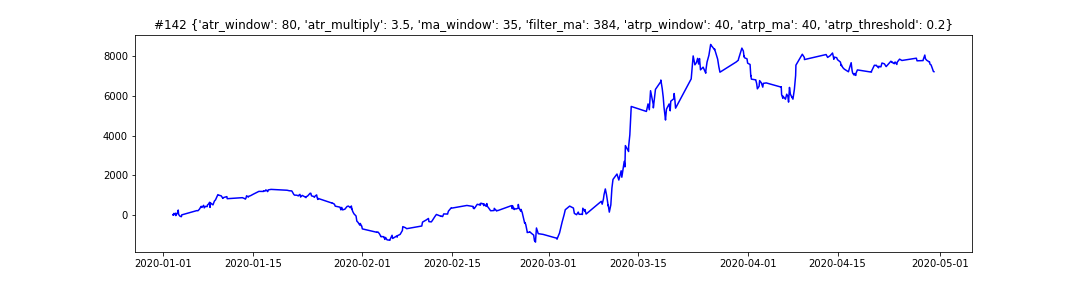 #142 {'atr_window': 80, 'atr_multiply': 3.5, 'ma_window': 35, 'filter_ma': 384, 'atrp_window': 40, 'atrp_ma': 40, 'atrp_threshold': 0.2}
8000
6000
4000
2000
0
2020-01-01 2020-01-15 2020-02-01 2020-02-15 2020-03-01 2020-03-15 2020-04-01 2020-04-15 2020-05-01